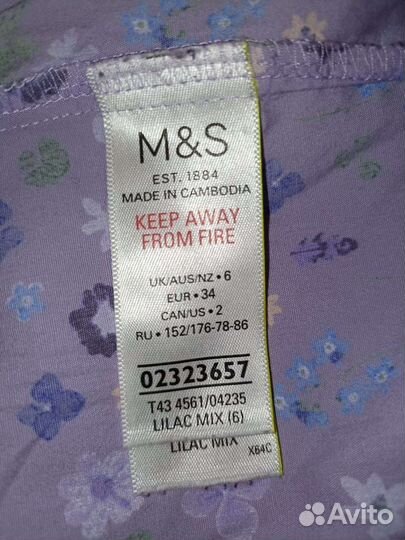 M&S
EST. 1884
MADE IN CAMBODIA
KEEP AWAY
FROM FIRE
UK/AUS/NZ • 6
EUR • 34
CAN/US • 2
RU • 152/176-78-86
02323657
T43 4561/04235
LILAC MIX (6)
LILAC MIX
X64C
Avito